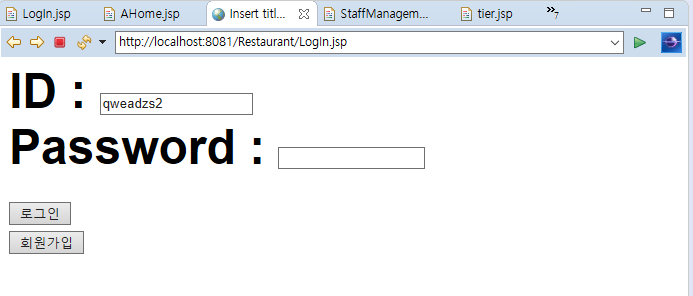 LogIn.jsp AHome.jsp Insert titl... StaffManagem... tier.jsp »7
http://localhost:8081/Restaurant/LogIn.jsp
ID : qweadzs2
Password :
로그인
회원가입